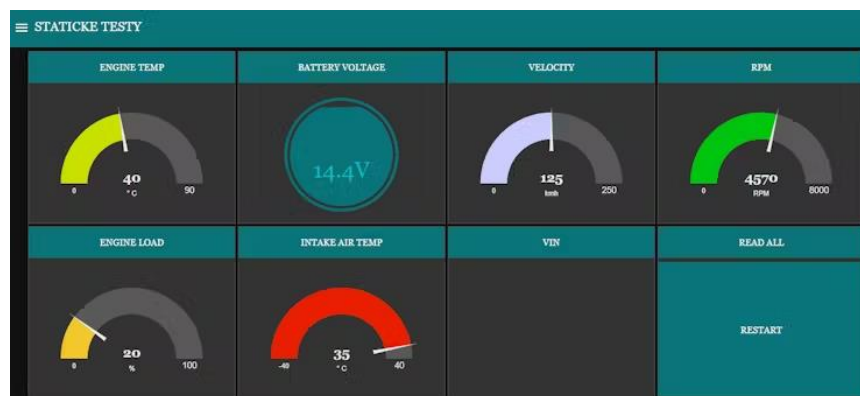 STATICKE TESTY
ENGINE TEMP
40
°C
0
90
BATTERY VOLTAGE
14.4V
VELOCITY
125
kmh
0
250
RPM
4570
RPM
0
8000
ENGINE LOAD
20
%
0
100
INTAKE AIR TEMP
35
°C
-40
40
VIN
READ ALL
RESTART